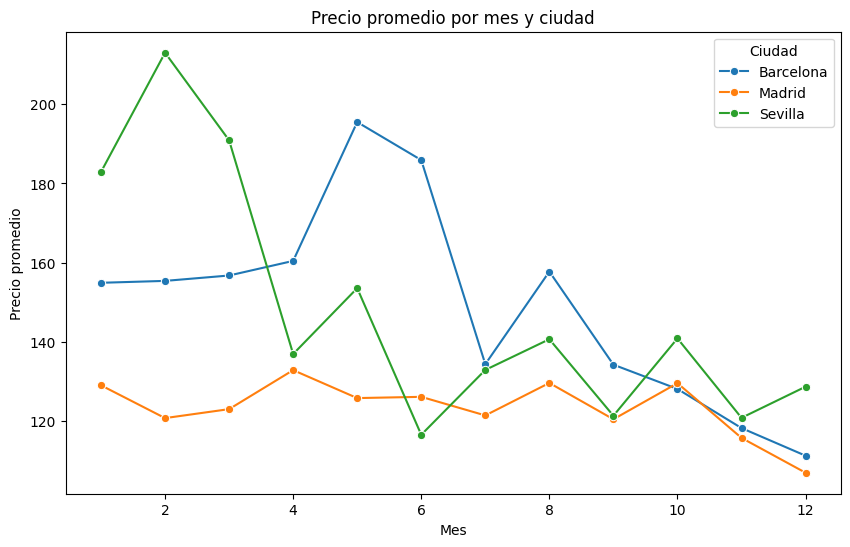 Precio promedio por mes y ciudad
Ciudad
Barcelona
Madrid
Sevilla
Precio promedio
200
180
160
140
120
2 4 6 8 10 12
Mes